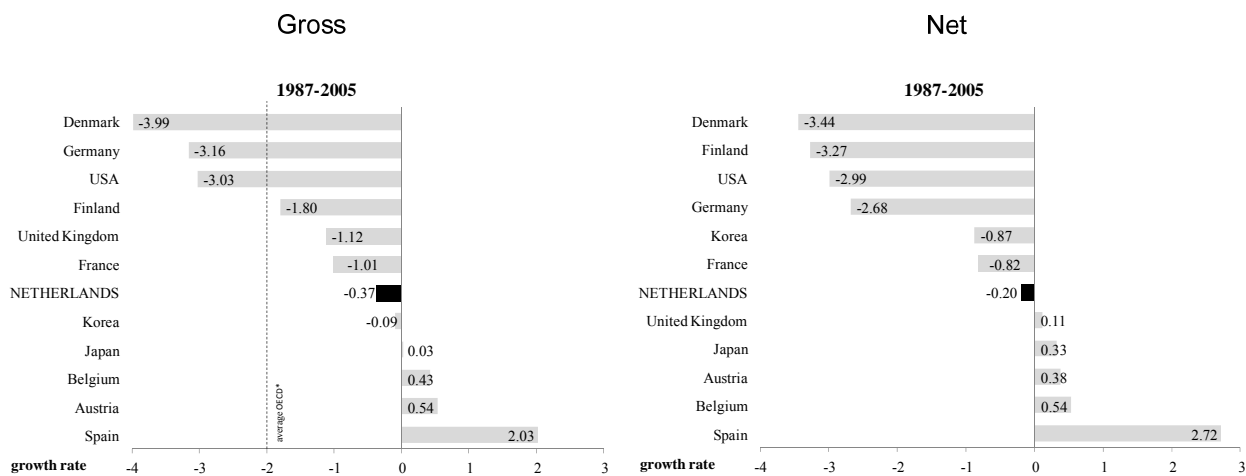 Gross
1987-2005
Denmark -3.99
Germany -3.16
USA -3.03
Finland -1.80
United Kingdom -1.12
France -1.01
NETHERLANDS -0.37
Korea -0.09
Japan 0.03
Belgium 0.43
Austria 0.54
Spain 2.03
average OECD*
growth rate -4 -3 -2 -1 0 1 2 3
Net
1987-2005
Denmark -3.44
Finland -3.27
USA -2.99
Germany -2.68
Korea -0.87
France -0.82
NETHERLANDS -0.20
United Kingdom 0.11
Japan 0.33
Austria 0.38
Belgium 0.54
Spain 2.72
growth rate -4 -3 -2 -1 0 1 2 3